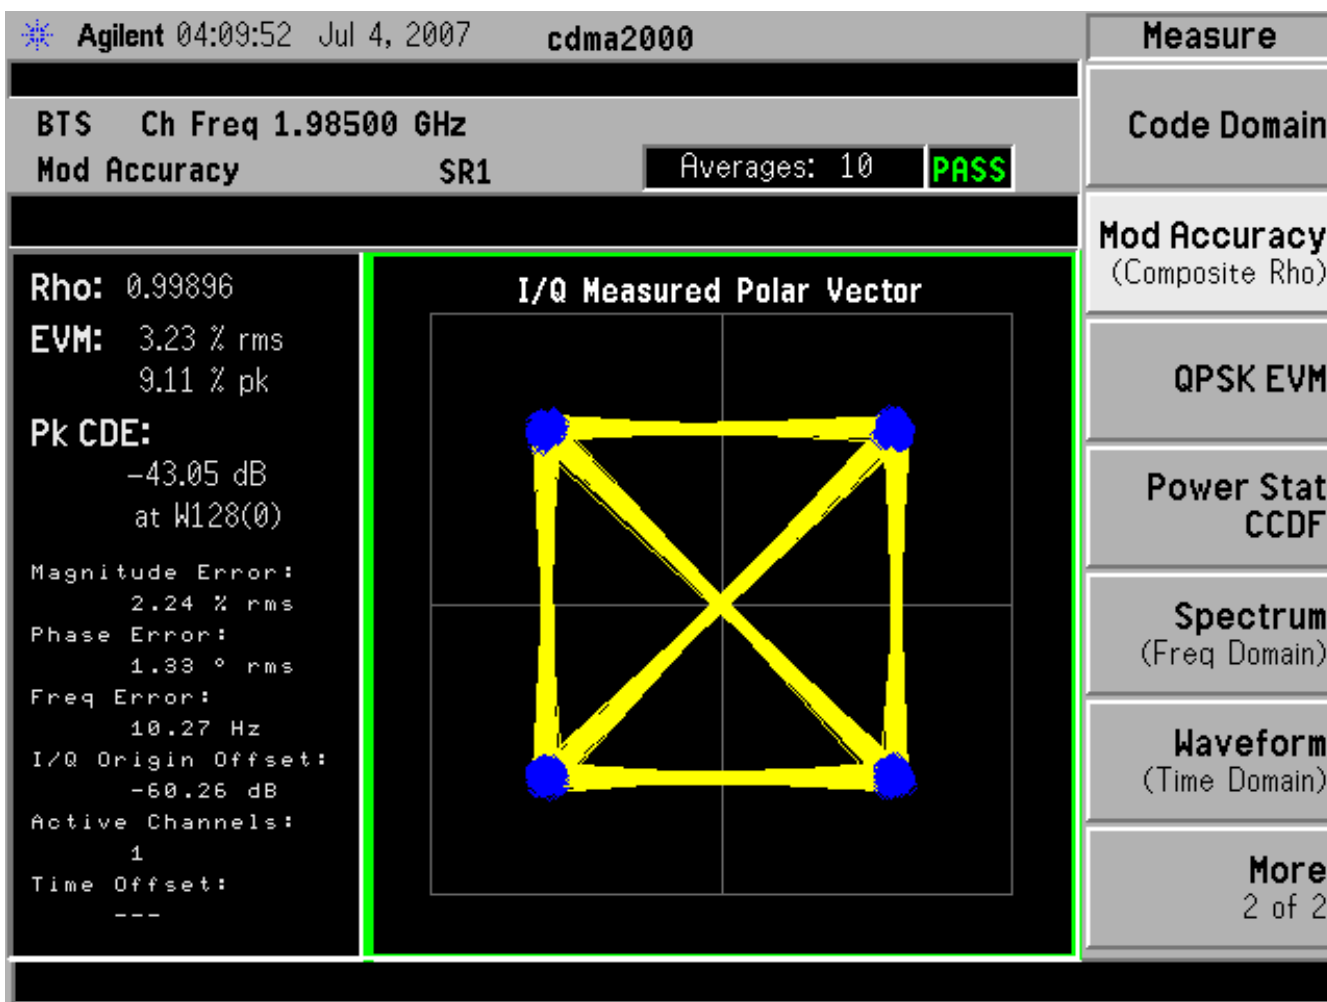 Agilent 04:09:52 Jul 4, 2007 cdma2000
Measure
BTS Ch Freq 1.98500 GHz
Mod Accuracy SR1 Averages: 10 PASS
Rho: 0.99896
EVM: 3.23 % rms
9.11 % pk
Pk CDE:
-43.05 dB
at W128(0)
Magnitude Error:
2.24 % rms
Phase Error:
1.33 ° rms
Freq Error:
10.27 Hz
I/Q Origin Offset:
-60.26 dB
Active Channels:
1
Time Offset:
---
I/Q Measured Polar Vector
Code Domain
Mod Accuracy
(Composite Rho)
QPSK EVM
Power Stat
CCDF
Spectrum
(Freq Domain)
Waveform
(Time Domain)
More
2 of 2